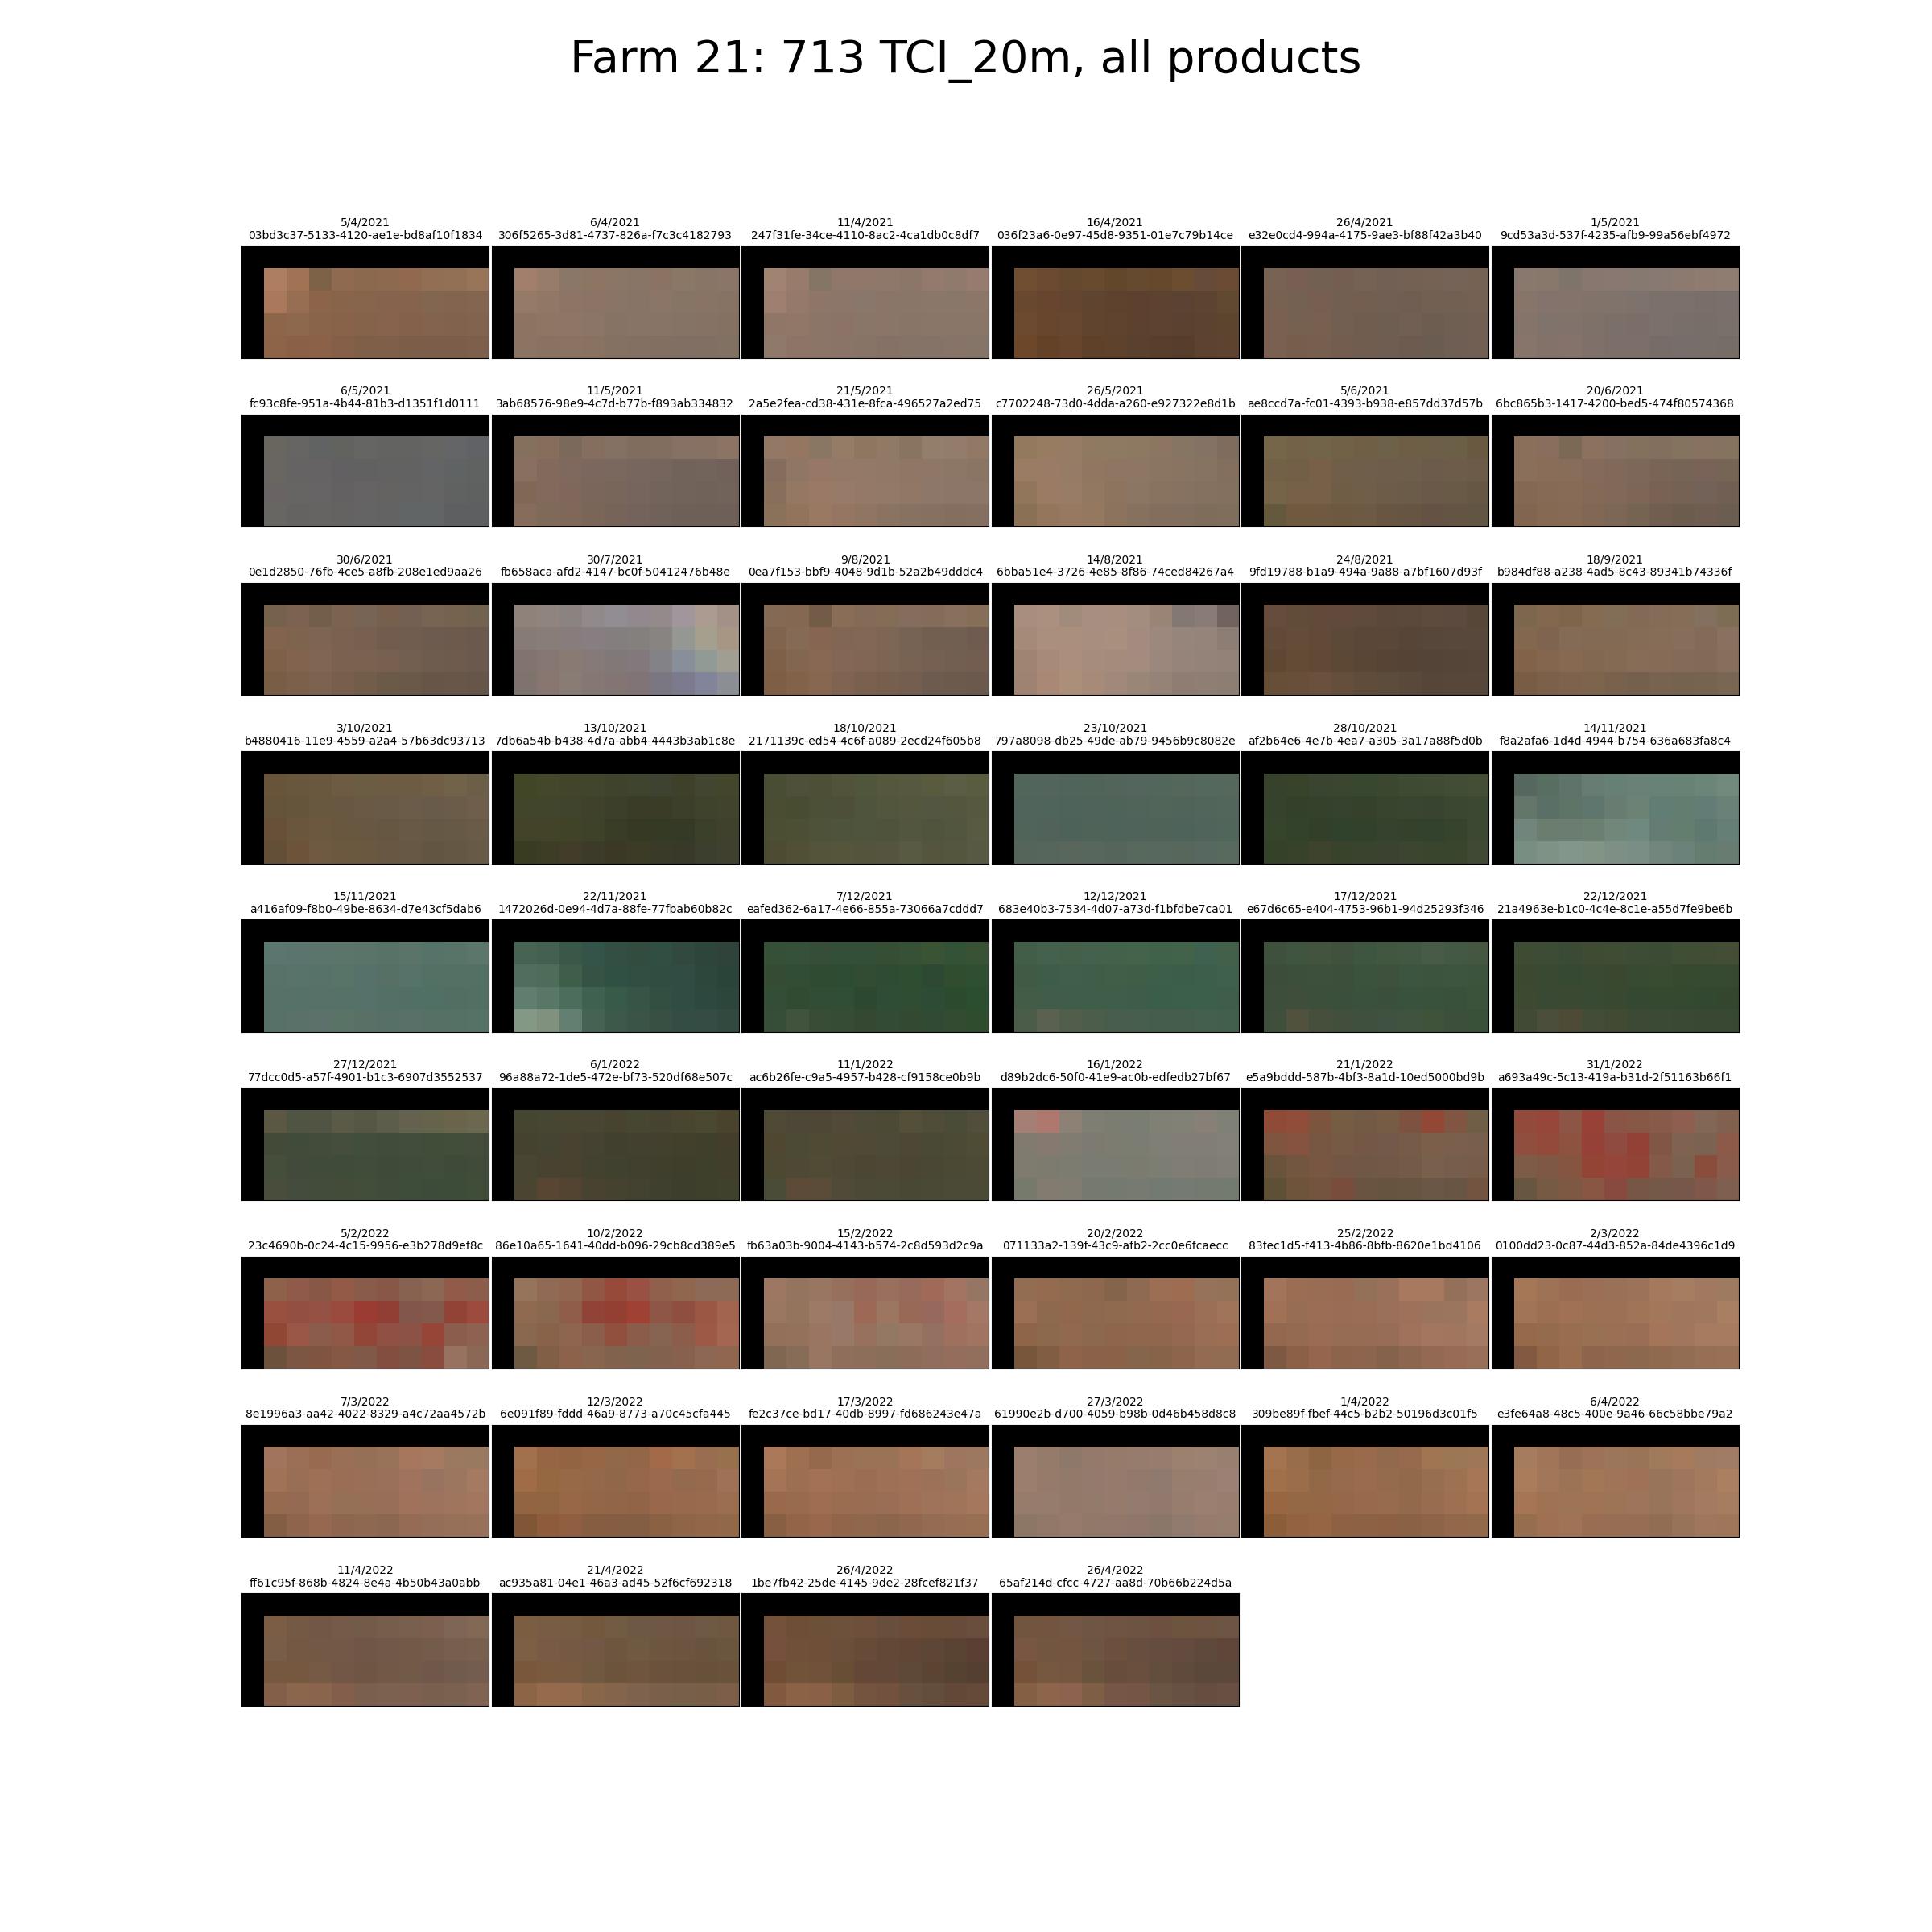 Farm 21: 713 TCI_20m, all products
5/4/2021 6/4/2021 11/4/2021 16/4/2021 26/4/2021 1/5/2021
03bd3c37-5133-4120-ae1e-bd8af10f1834 306f5265-3d81-4737-826a-f7c3c4182793 247f31fe-34ce-4110-8ac2-4ca1db0c8df7 036f23a6-0e97-45d8-9351-01e7c79b14ce e32e0cd4-994a-4175-9ae3-bf88f42a3b40 9cd53a3d-537f-4235-afb9-99a56ebf4972
6/5/2021 11/5/2021 21/5/2021 26/5/2021 5/6/2021 20/6/2021
fc93c8fe-951a-4b44-81b3-d1351f1d0111 3ab68576-98e9-4c7d-b77b-f893ab334832 2a5e2fea-cd38-431e-8fca-496527a2ed75 c7702248-73d0-4dda-a260-e927322e8d1b ae8ccd7a-fc01-4393-b938-e857dd37d57b 6bc865b3-1417-4200-bed5-474f80574368
30/6/2021 30/7/2021 9/8/2021 14/8/2021 24/8/2021 18/9/2021
0e1d2850-76fb-4ce5-a8fb-208e1ed9aa26 fb658aca-afd2-4147-bc0f-50412476b48e 0ea7f153-bbf9-4048-9d1b-52a2b49dddc4 6bba51e4-3726-4e85-8f86-74ced84267a4 9fd19788-b1a9-494a-9a88-a7bf1607d93f b984df88-a238-4ad5-8c43-89341b74336f
3/10/2021 13/10/2021 18/10/2021 23/10/2021 28/10/2021 14/11/2021
b4880416-11e9-4559-a2a4-57b63dc93713 7db6a54b-b438-4d7a-abb4-4443b3ab1c8e 2171139c-ed54-4c6f-a089-2ecd24f605b8 797a8098-db25-49de-ab79-9456b9c8082e af2b64e6-4e7b-4ea7-a305-3a17a88f5d0b f8a2afa6-1d4d-4944-b754-636a683fa8c4
15/11/2021 22/11/2021 7/12/2021 12/12/2021 17/12/2021 22/12/2021
a416af09-f8b0-49be-8634-d7e43cf5dab6 1472026d-0e94-4d7a-88fe-77fbab60b82c eafed362-6a17-4e66-855a-73066a7cddd7 683e40b3-7534-4d07-a73d-f1bfdbe7ca01 e67d6c65-e404-4753-96b1-94d25293f346 21a4963e-b1c0-4c4e-8c1e-a55d7fe9be6b
27/12/2021 6/1/2022 11/1/2022 16/1/2022 21/1/2022 31/1/2022
77dcc0d5-a57f-4901-b1c3-6907d3552537 96a88a72-1de5-472e-bf73-520df68e507c ac6b26fe-c9a5-4957-b428-cf9158ce0b9b d89b2dc6-50f0-41e9-ac0b-edfedb27bf67 e5a9bddd-587b-4bf3-8a1d-10ed5000bd9b a693a49c-5c13-419a-b31d-2f51163b66f1
5/2/2022 10/2/2022 15/2/2022 20/2/2022 25/2/2022 2/3/2022
23c4690b-0c24-4c15-9956-e3b278d9ef8c 86e10a65-1641-40dd-b096-29cb8cd389e5 fb63a03b-9004-4143-b574-2c8d593d2c9a 071133a2-139f-43c9-afb2-2cc0e6fcaecc 83fec1d5-f413-4b86-8bfb-8620e1bd4106 0100dd23-0c87-44d3-852a-84de4396c1d9
7/3/2022 12/3/2022 17/3/2022 27/3/2022 1/4/2022 6/4/2022
8e1996a3-aa42-4022-8329-a4c72aa4572b 6e091f89-fddd-46a9-8773-a70c45cfa445 fe2c37ce-bd17-40db-8997-fd686243e47a 61990e2b-d700-4059-b98b-0d46b458d8c8 309be89f-fbef-44c5-b2b2-50196d3c01f5 e3fe64a8-48c5-400e-9a46-66c58bbe79a2
11/4/2022 21/4/2022 26/4/2022 26/4/2022
ff61c95f-868b-4824-8e4a-4b50b43a0abb ac935a81-04e1-46a3-ad45-52f6cf692318 1be7fb42-25de-4145-9de2-28fcef821f37 65af214d-cfcc-4727-aa8d-70b66b224d5a